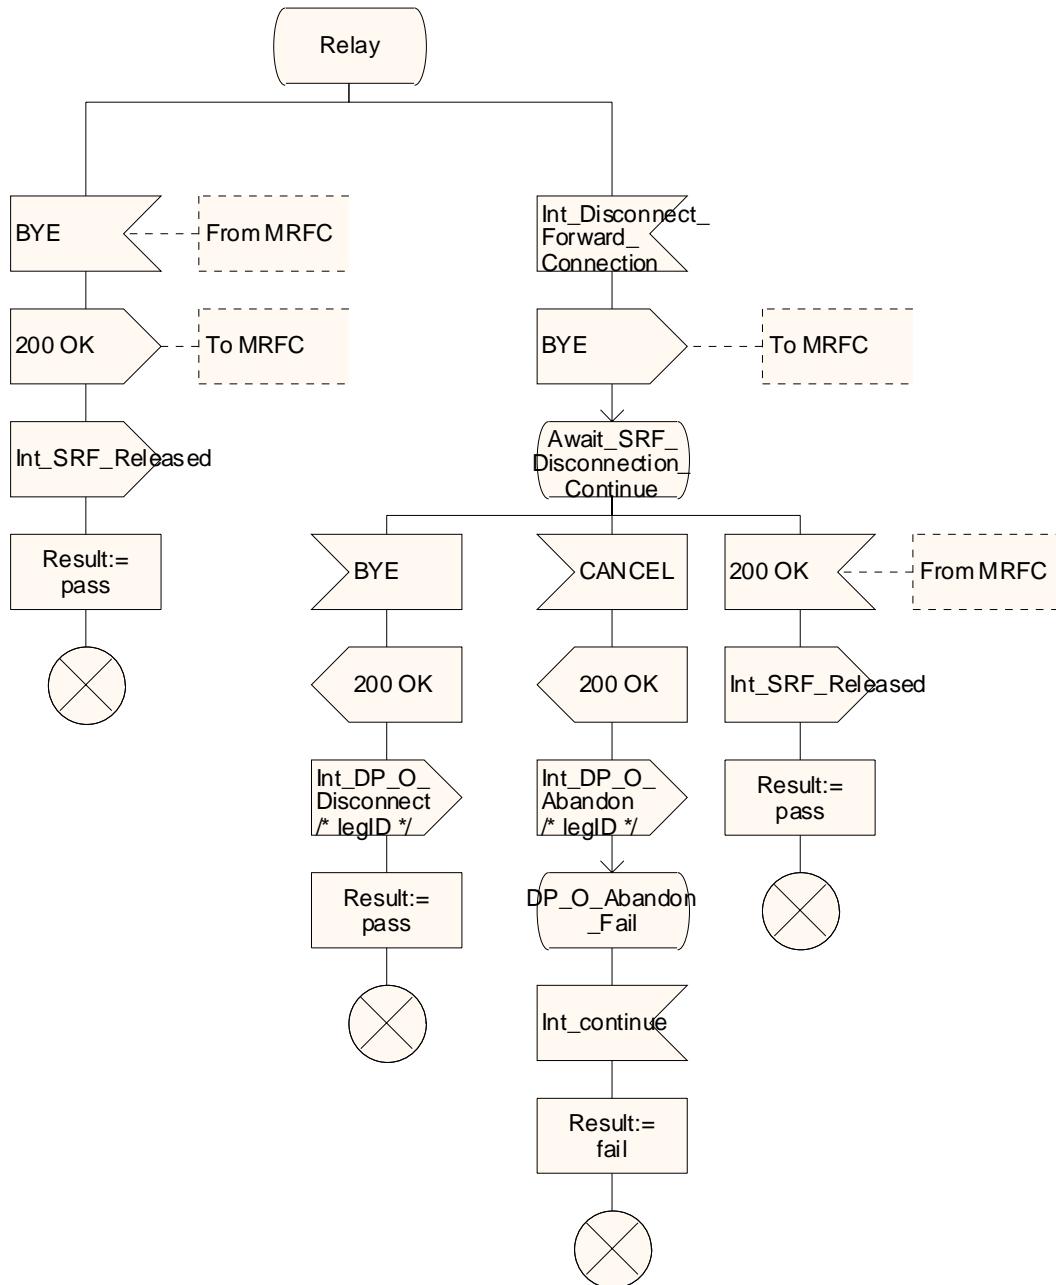 Relay
BYE
From MRFC
Int_Disconnect_
Forward_
Connection
200 OK
To MRFC
BYE
To MRFC
Int_SRF_Released
Await_SRF_
Disconnection_
Continue
Result:=
pass
BYE
CANCEL
200 OK
From MRFC
200 OK
200 OK
Int_SRF_Released
Int_DP_O_
Disconnect
/* legID */
Int_DP_O_
Abandon
/* legID */
Result:=
pass
Result:=
pass
DP_O_Abandon
_Fail
Int_continue
Result:=
fail